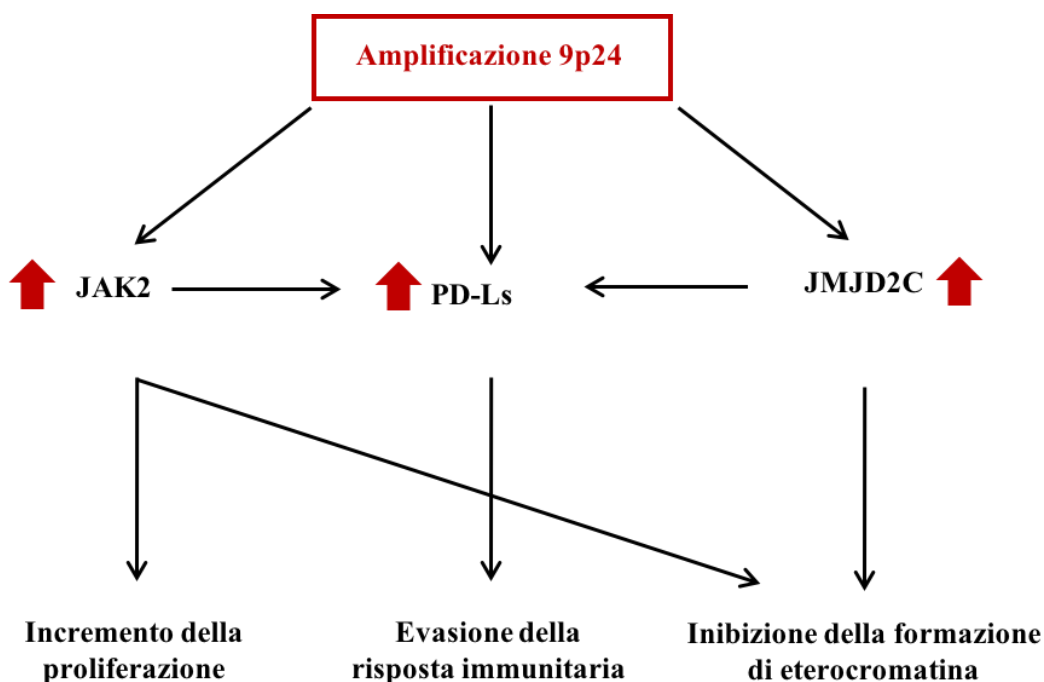 Amplificazione 9p24
JAK2
PD-Ls
JMJD2C
Incremento della
proliferazione
Evasione della
risposta immunitaria
Inibizione della formazione
di eterocromatina